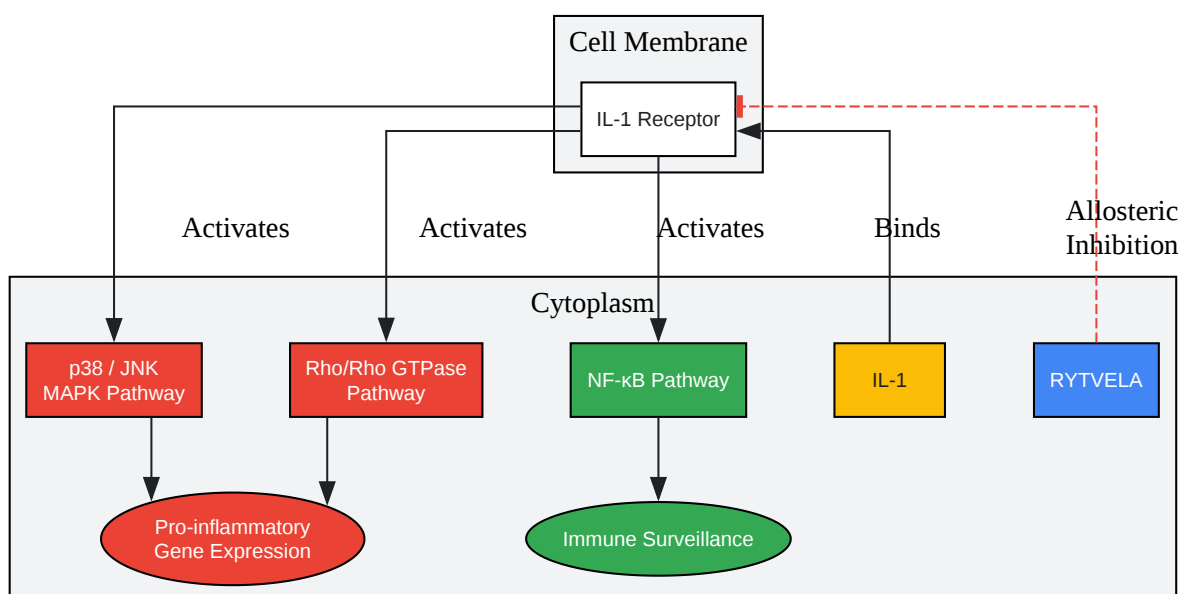 Cell Membrane
IL-1 Receptor
Activates
Activates
Activates
Binds
Allosteric
Inhibition
Cytoplasm
p38 / JNK
MAPK Pathway
Rho/Rho GTPase
Pathway
NF-κB Pathway
IL-1
RYTVELA
Pro-inflammatory
Gene Expression
Immune Surveillance